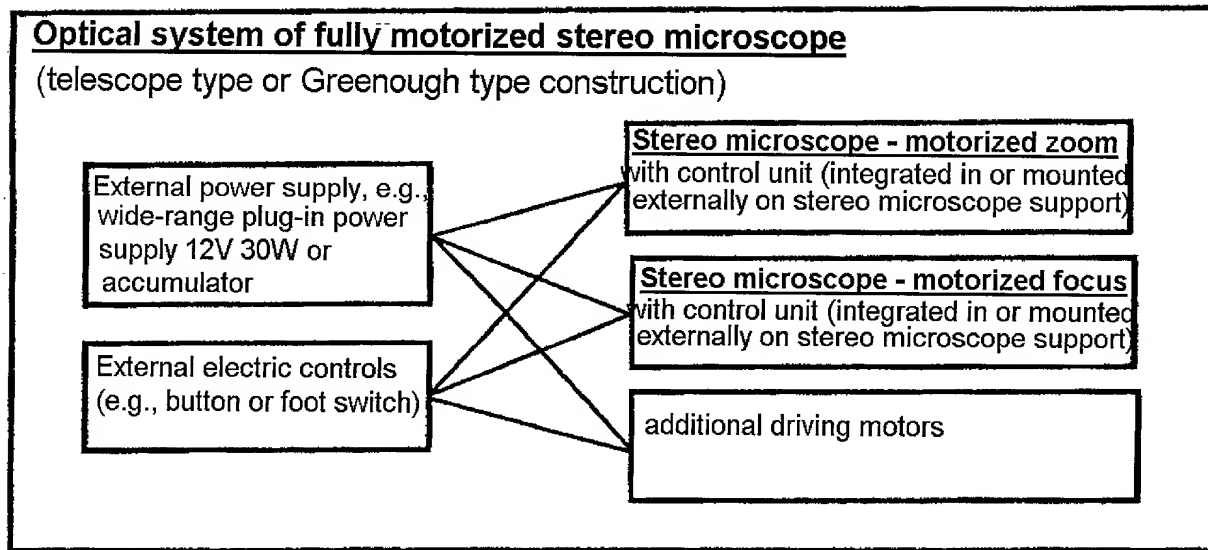 Optical system of fully motorized stereo microscope
(telescope type or Greenough type construction)
External power supply, e.g.,
wide-range plug-in power
supply 12V 30W or
accumulator
External electric controls
(e.g., button or foot switch)
Stereo microscope - motorized zoom
with control unit (integrated in or mounted
externally on stereo microscope support)
Stereo microscope - motorized focus
with control unit (integrated in or mounted
externally on stereo microscope support)
additional driving motors